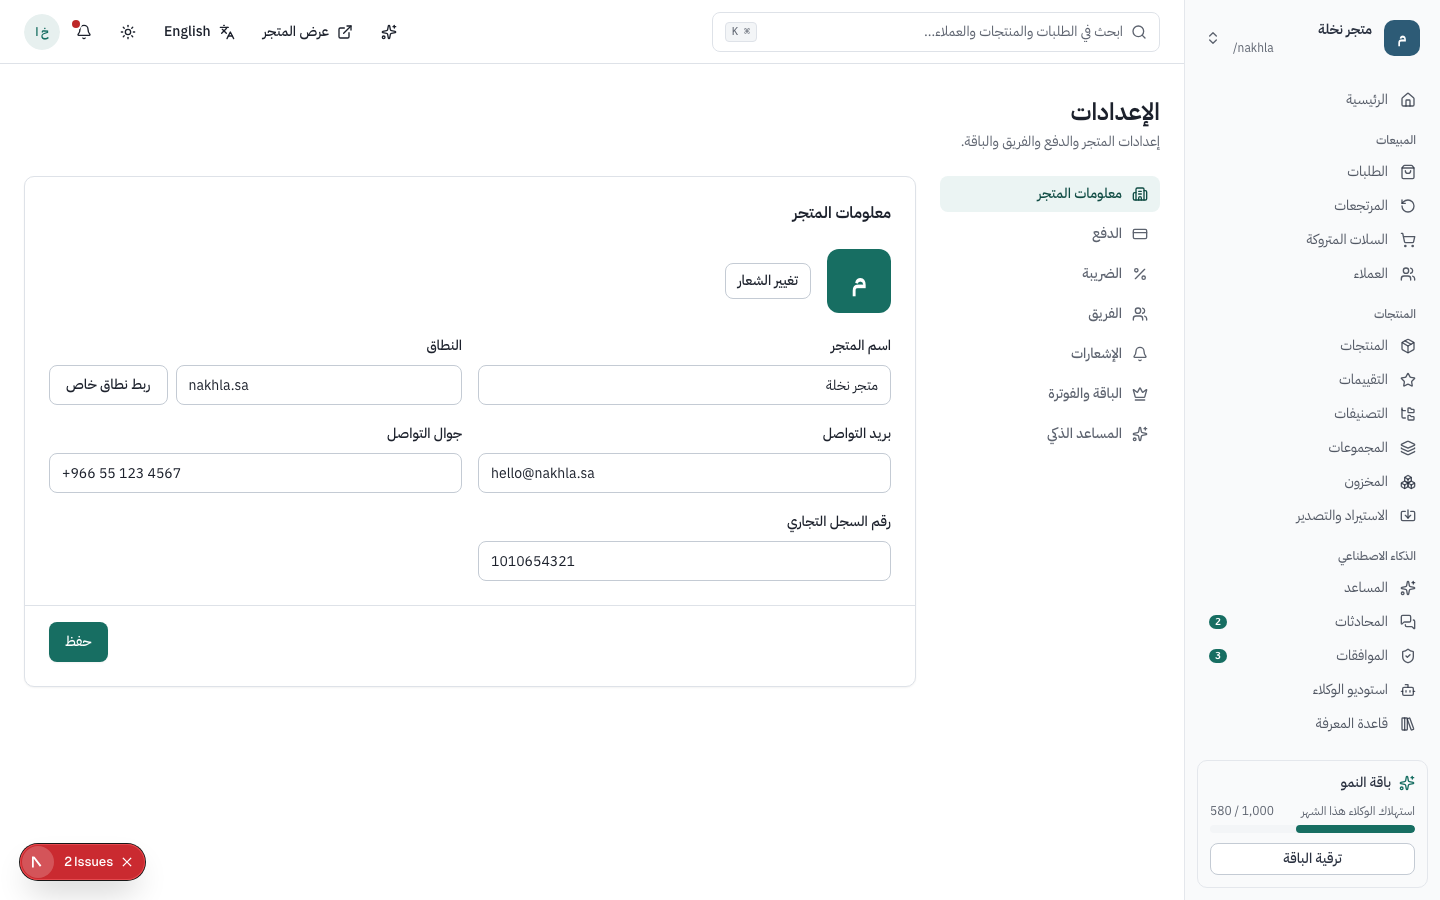 م
متجر نخلة
/nakhla
ابحث في الطلبات والمنتجات والعملاء...
⌘ K
عرض المتجر
English
خ ا
الرئيسية
المبيعات
الطلبات
المرتجعات
السلات المتروكة
العملاء
المنتجات
المنتجات
التقييمات
التصنيفات
المجموعات
المخزون
الاستيراد والتصدير
الذكاء الاصطناعي
المساعد
المحادثات
2
الموافقات
3
استوديو الوكلاء
قاعدة المعرفة
باقة النمو
استهلاك الوكلاء هذا الشهر
580 / 1,000
ترقية الباقة
الإعدادات
إعدادات المتجر والدفع والفريق والباقة.
معلومات المتجر
الدفع
الضريبة
الفريق
الإشعارات
الباقة والفوترة
المساعد الذكي
معلومات المتجر
م
تغيير الشعار
اسم المتجر
متجر نخلة
النطاق
nakhla.sa
ربط نطاق خاص
بريد التواصل
hello@nakhla.sa
جوال التواصل
+966 55 123 4567
رقم السجل التجاري
1010654321
حفظ
2 Issues